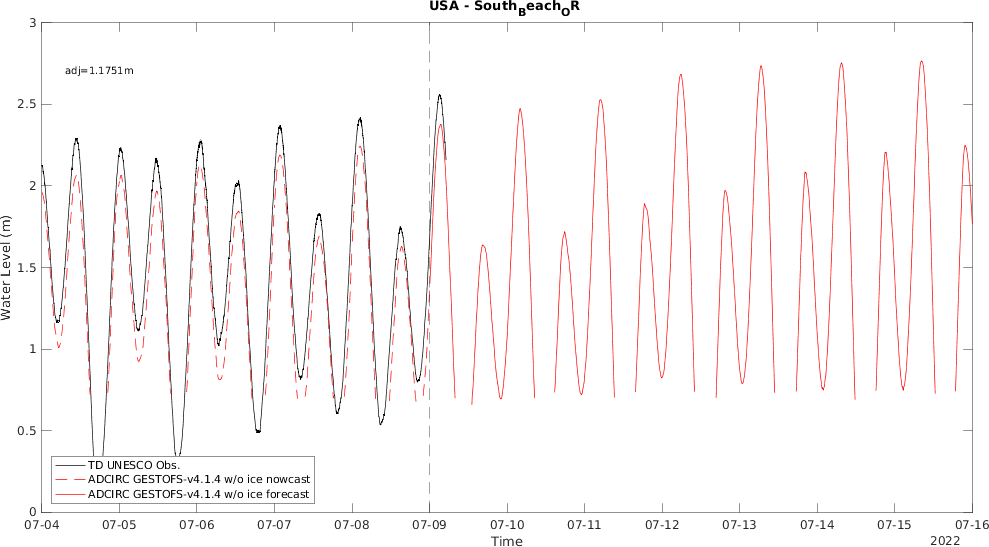 USA - SouthBeachOR
adj=1.1751m
3
2.5
2
1.5
1
0.5
0
Water Level (m)
TD UNESCO Obs.
ADCIRC GESTOFS-v4.1.4 w/o ice nowcast
ADCIRC GESTOFS-v4.1.4 w/o ice forecast
07-04 07-05 07-06 07-07 07-08 07-09 07-10 07-11 07-12 07-13 07-14 07-15 07-16
Time
2022